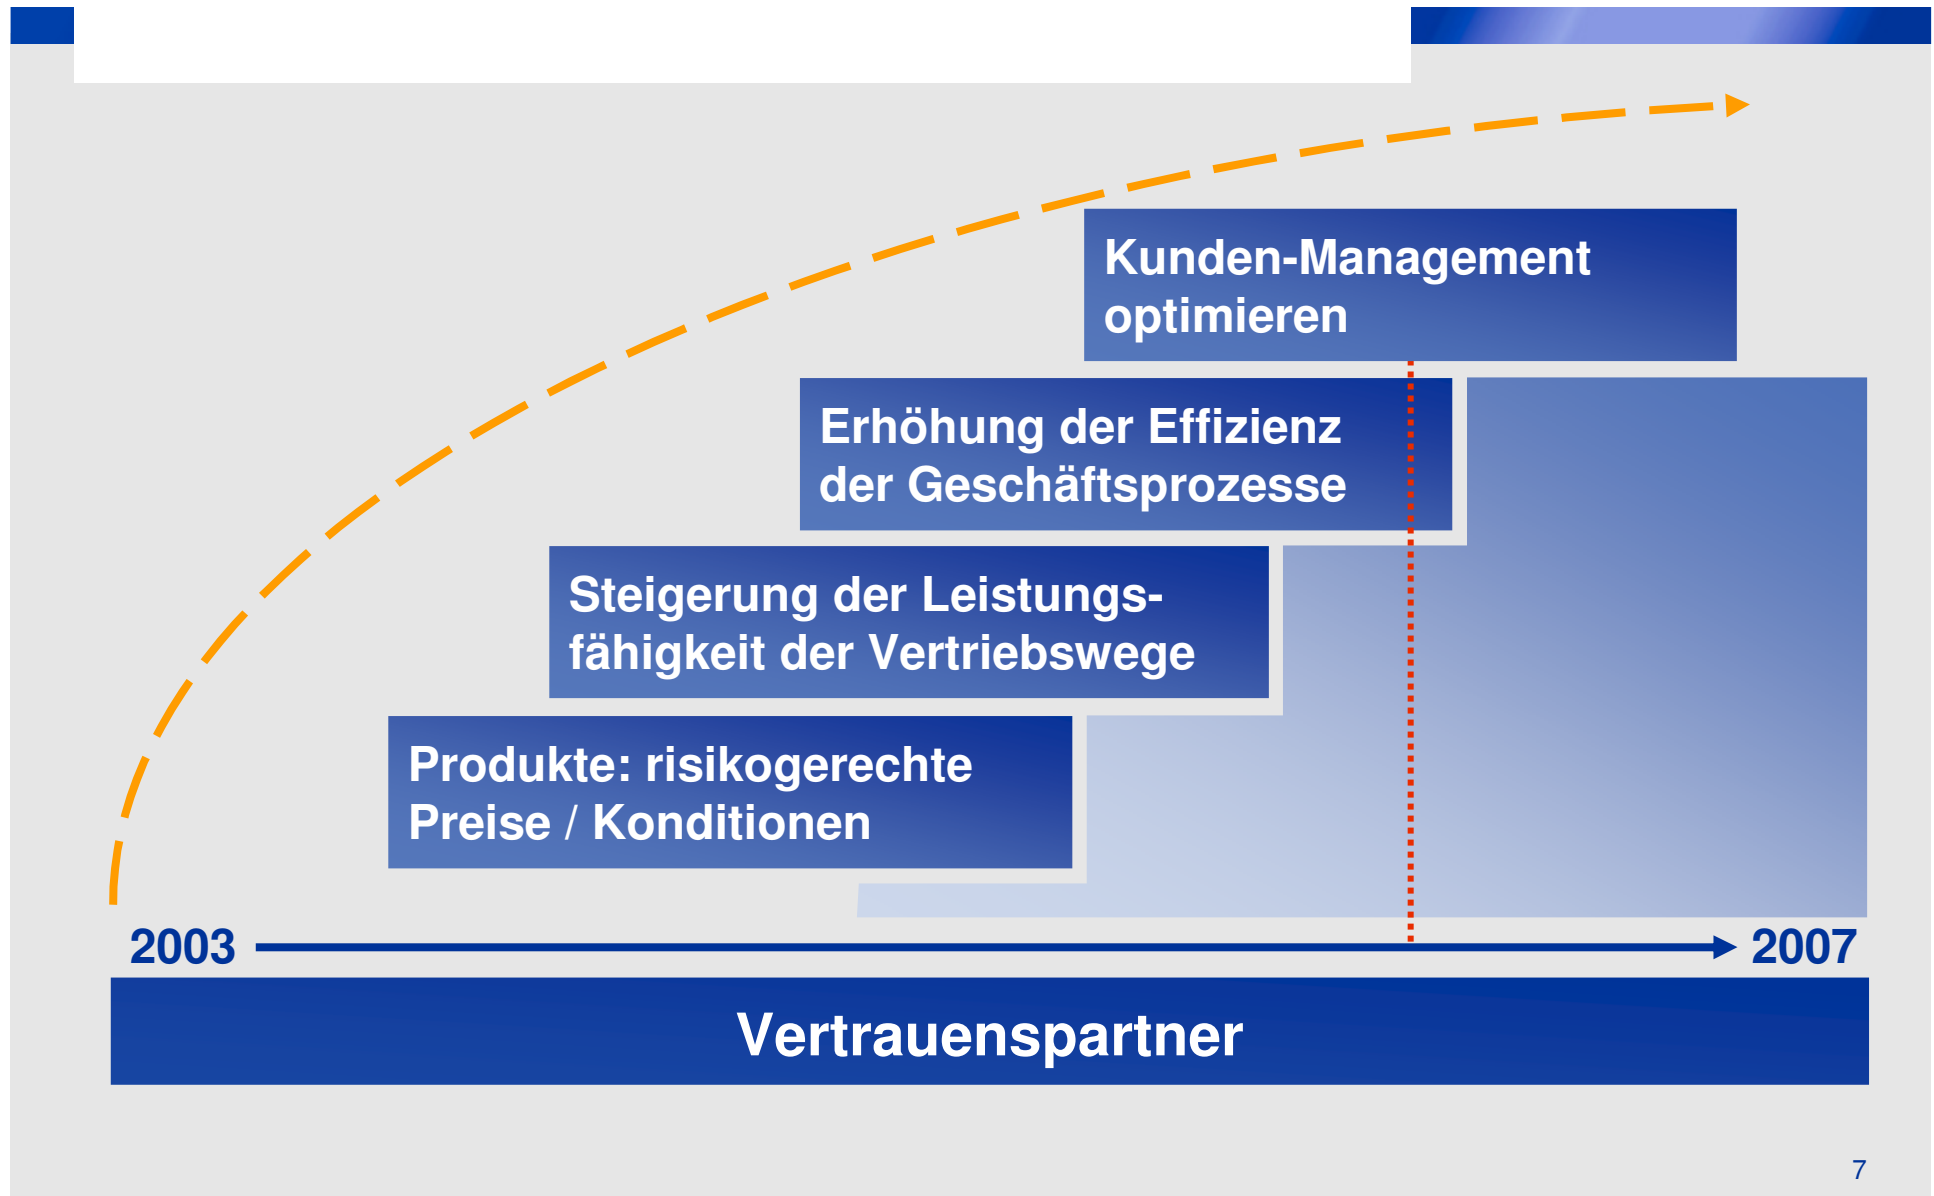 Kunden-Management
optimieren
Erhöhung der Effizienz
der Geschäftsprozesse
Steigerung der Leistungs-
fähigkeit der Vertriebswege
Produkte: risikogerechte
Preise / Konditionen
2003
2007
Vertrauenspartner
7